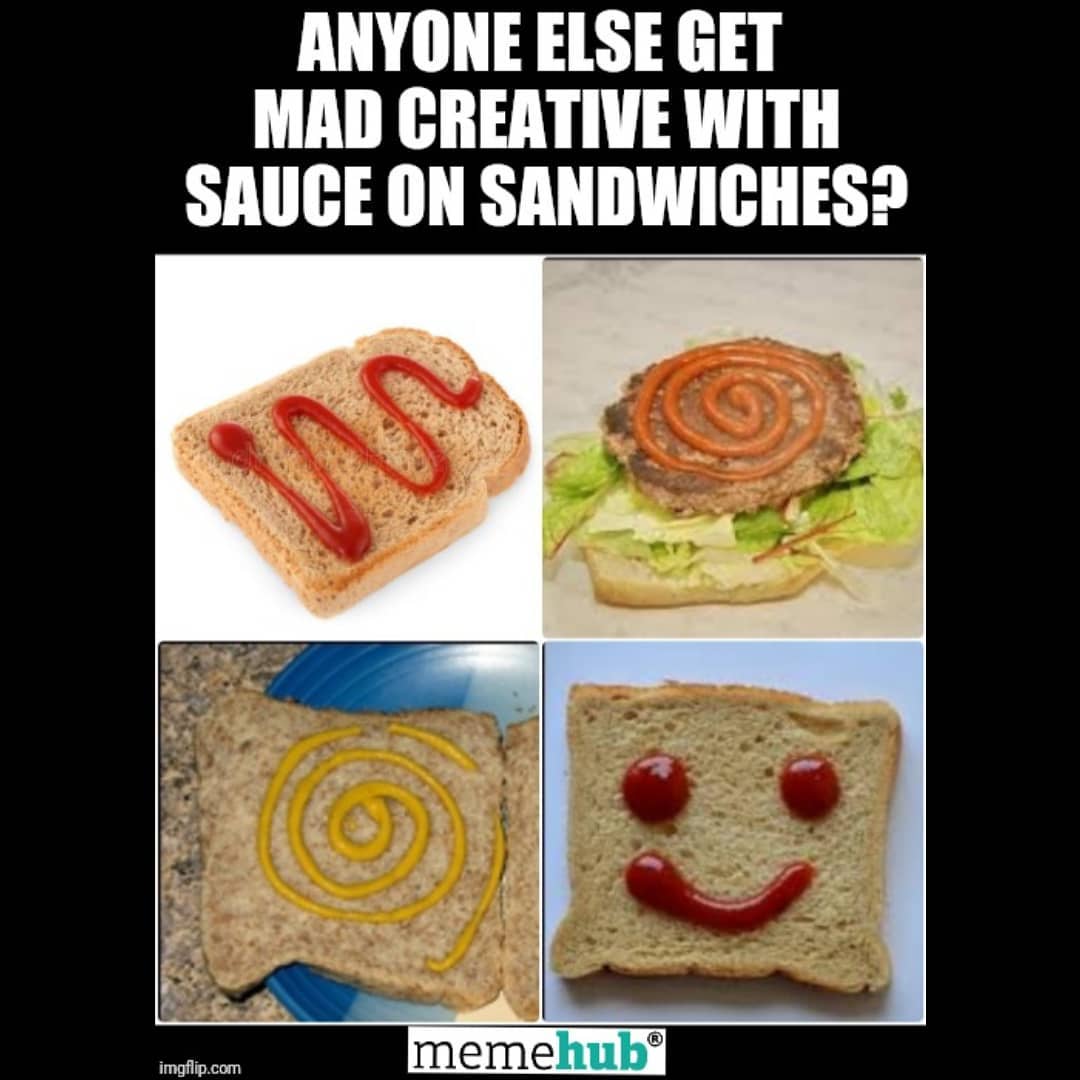 ANYONE ELSE GET
MAD CREATIVE WITH
SAUCE ON SANDWICHES?
memehub®
imgflip.com